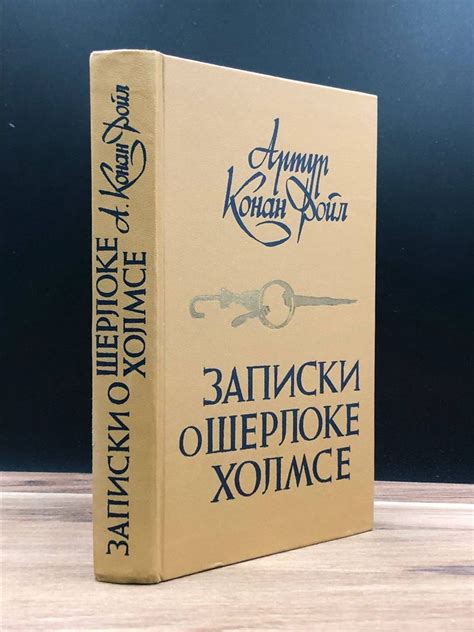 А. Конан Дойл
ЗАПИСКИ О ШЕРЛОКЕ
ХОЛМСЕ
Артур
Конан Дойл
ЗАПИСКИ
О ШЕРЛОКЕ
ХОЛМСЕ